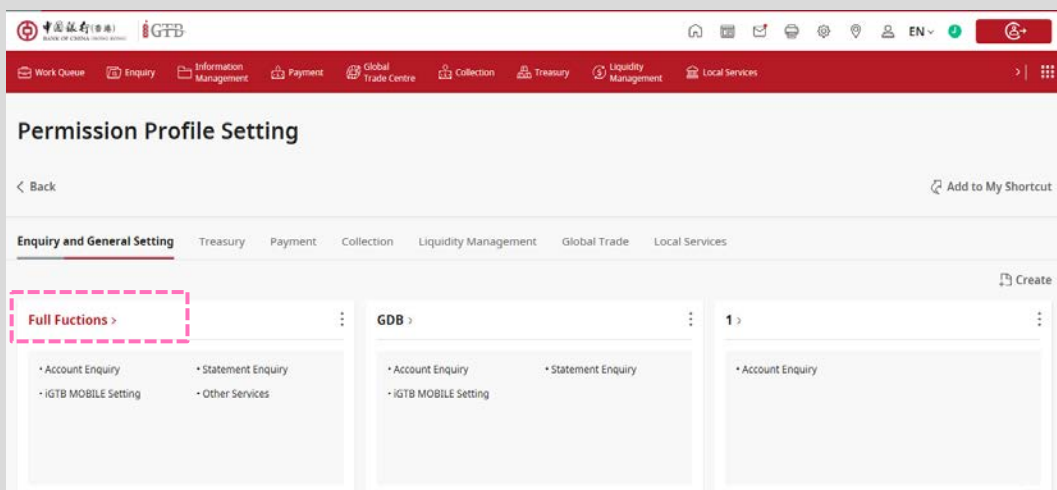 中国银行(香港) iGTB
BANK OF CHINA (HONG KONG)
EN
Work Queue Enquiry Information Management Payment Global Trade Centre Collection Treasury Liquidity Management Local Services
Permission Profile Setting
< Back Add to My Shortcut
Enquiry and General Setting Treasury Payment Collection Liquidity Management Global Trade Local Services
Create
Full Fuctions > GDB > 1 >
• Account Enquiry • Statement Enquiry • Account Enquiry • Statement Enquiry • Account Enquiry
• iGTB MOBILE Setting • Other Services • iGTB MOBILE Setting